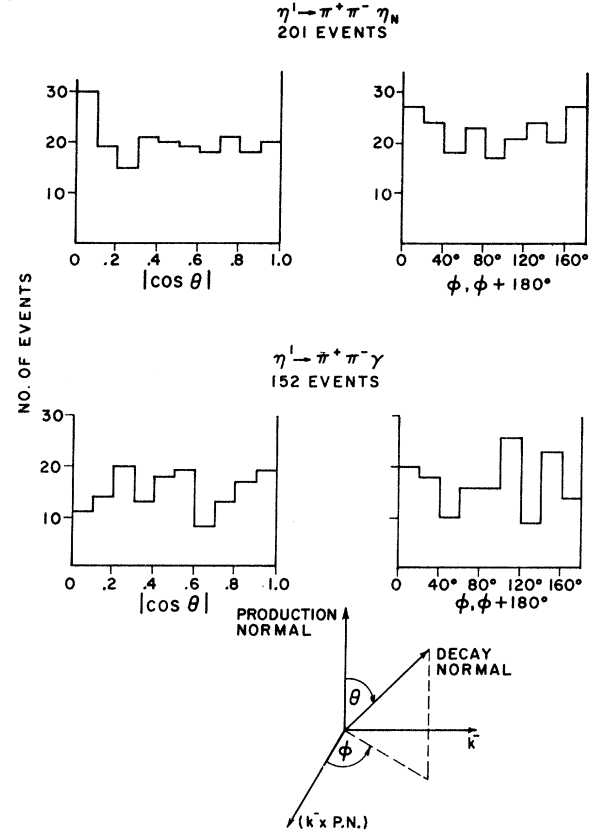 η' → π⁺ π⁻ η_N
201 EVENTS
30
20
10
0 .2 .4 .6 .8 1.0
|cos θ|
30
20
10
0 40° 80° 120° 160°
φ, φ + 180°
NO. OF EVENTS
η' → π⁺ π⁻ γ
152 EVENTS
30
20
10
0 .2 .4 .6 .8 1.0
|cos θ|
0 40° 80° 120° 160°
φ, φ + 180°
PRODUCTION
NORMAL
DECAY
NORMAL
θ
φ
k⁻
(k⁻ x P.N.)